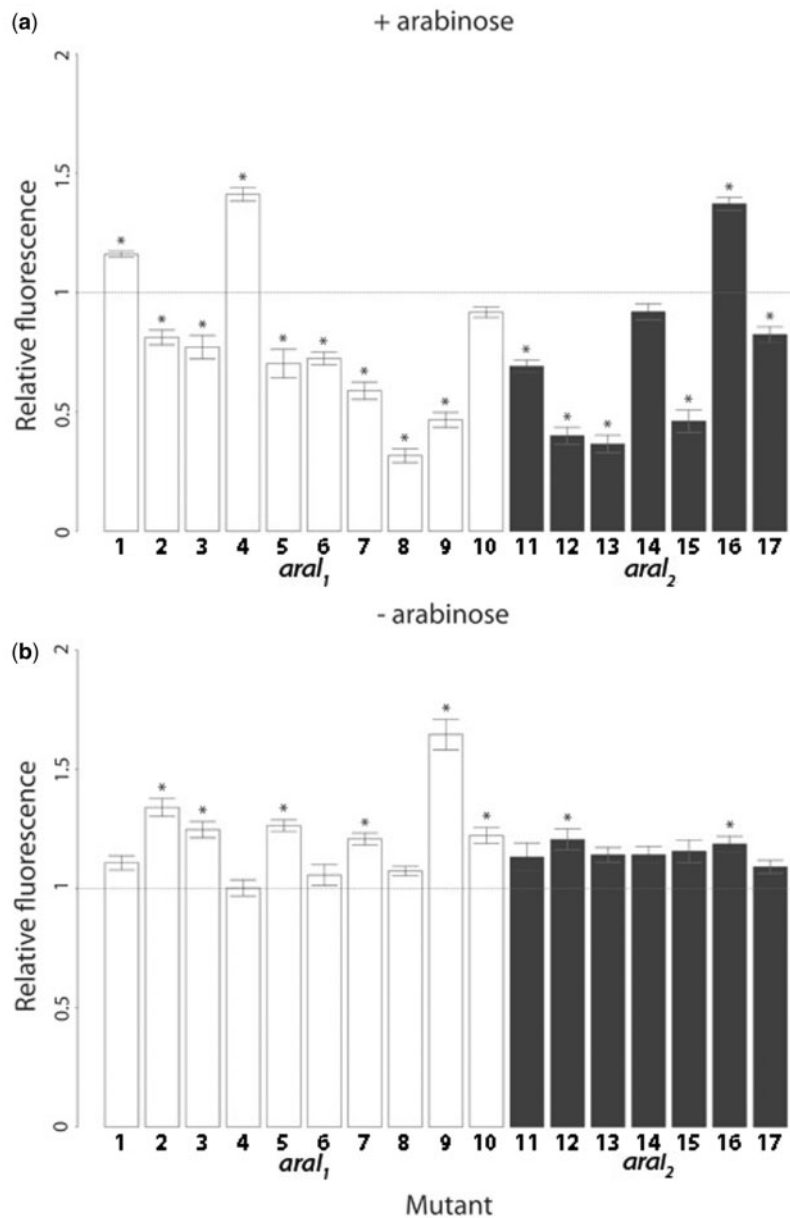 (a)
+ arabinose
Relative fluorescence
2
1.5
1
0.5
0
* * * * * * * * * * * * * * *
1 2 3 4 5 6 7 8 9 10 11 12 13 14 15 16 17
araI1 araI2
- arabinose
(b)
Relative fluorescence
2
1.5
1
0.5
0
* * * * * * * *
1 2 3 4 5 6 7 8 9 10 11 12 13 14 15 16 17
araI1 araI2
Mutant